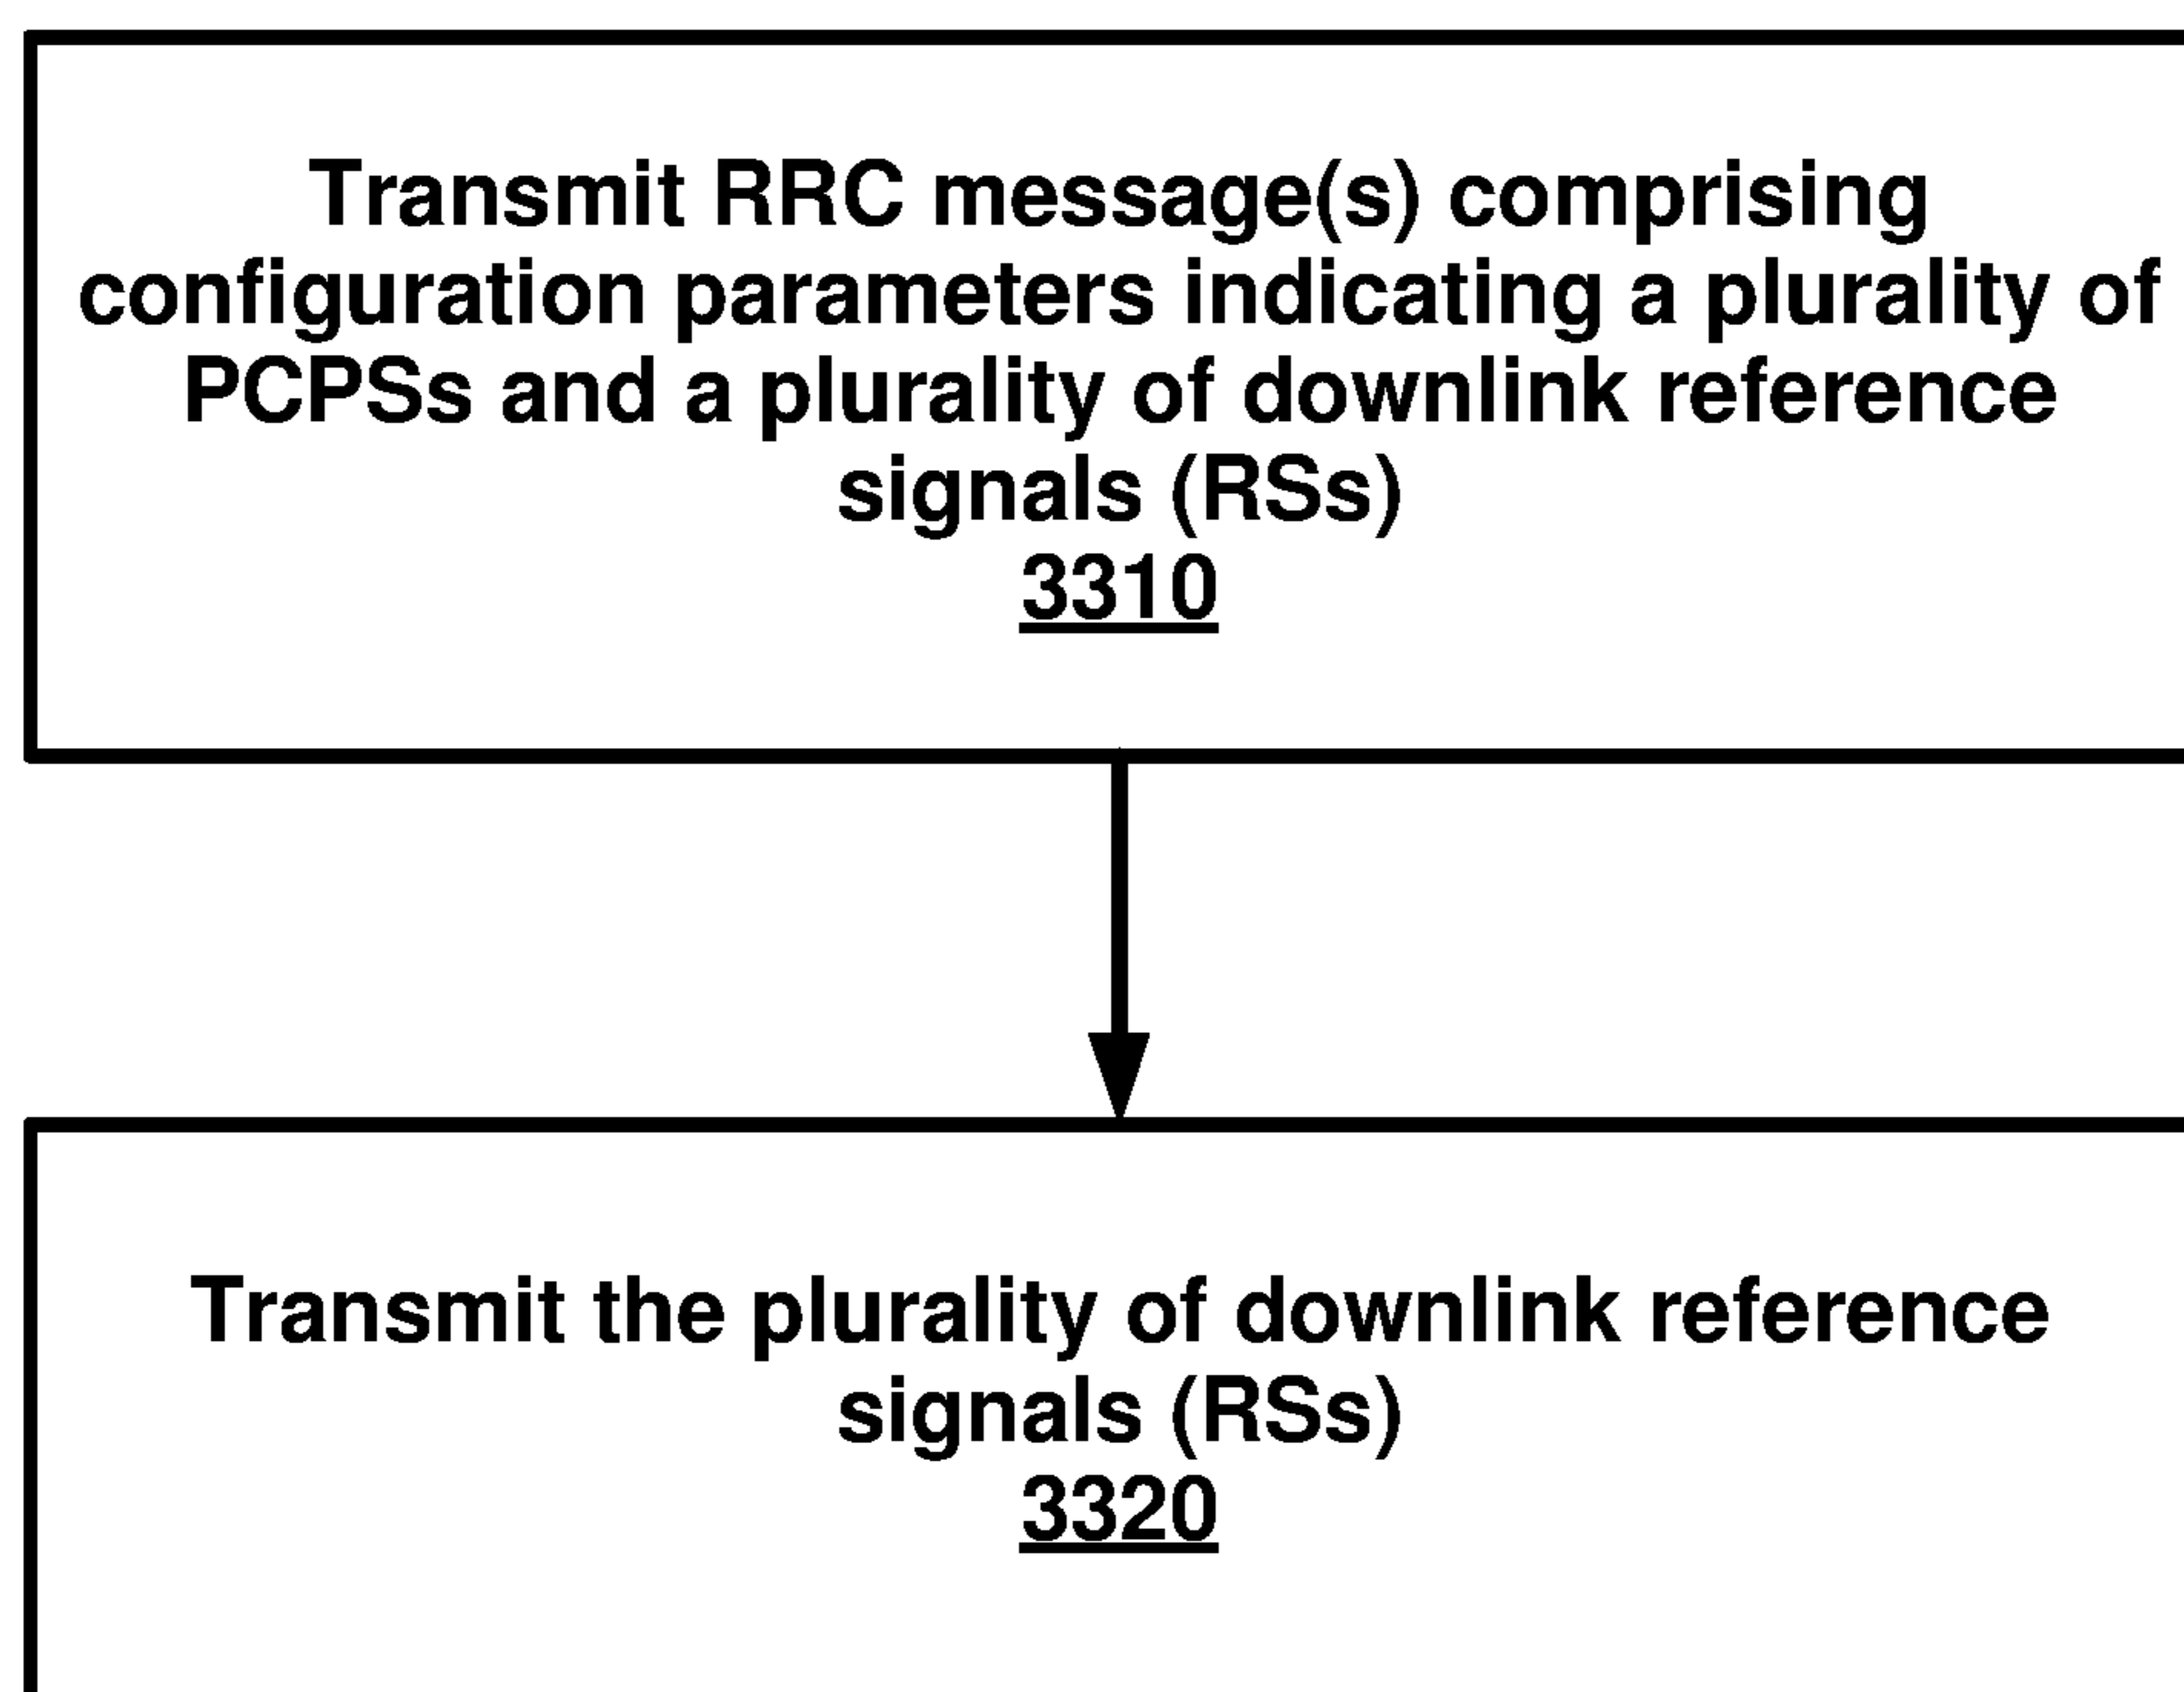 Transmit RRC message(s) comprising
configuration parameters indicating a plurality of
PCPSs and a plurality of downlink reference
signals (RSs)
3310
Transmit the plurality of downlink reference
signals (RSs)
3320